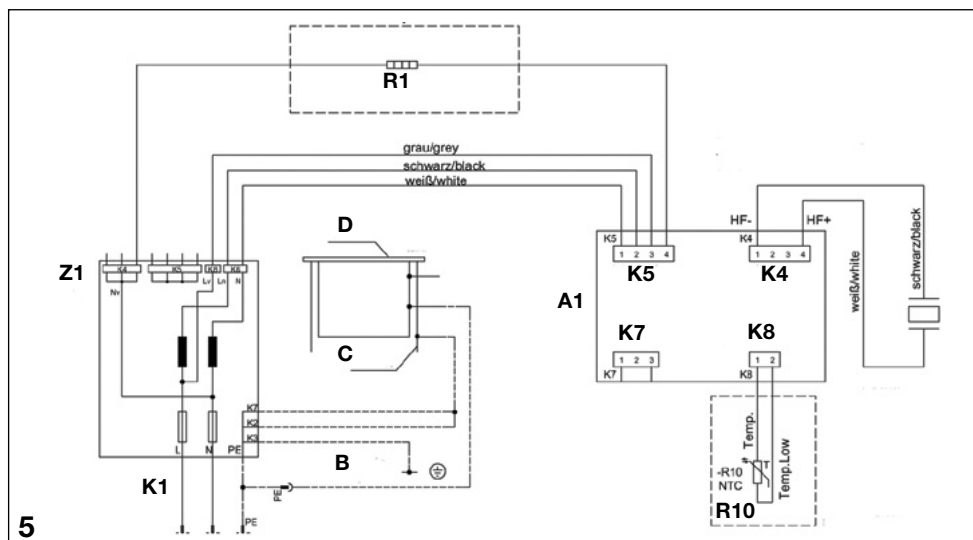 R1
grau/grey
schwarz/black
weiß/white
D
HF-
HF+
K5
K4
Z1
K4
K5
K8
K6
1 2 3 4
1 2 3 4
Nv
Lv
Ln
N
K5
K4
A1
weiß/white
schwarz/black
C
K7
K8
1 2 3
1 2
K7
K8
K7
K2
K3
L
N
PE
B
Temp.
Temp.Low
-R10
NTC
T
R10
K1
PE
PE
5